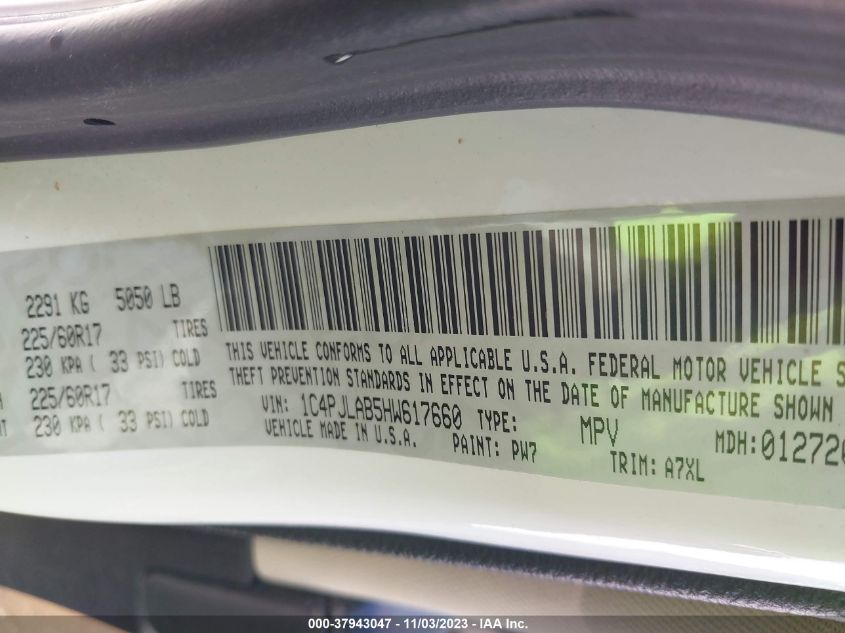 2291 KG 5050 LB
225/60R17 TIRES
230 KPA ( 33 PSI) COLD
225/60R17 TIRES
230 KPA ( 33 PSI) COLD
THIS VEHICLE CONFORMS TO ALL APPLICABLE U.S.A. FEDERAL MOTOR VEHICLE S
THEFT PREVENTION STANDARDS IN EFFECT ON THE DATE OF MANUFACTURE SHOWN
VIN: 1C4PJLAB5HW617660 TYPE: MPV MDH:01272
VEHICLE MADE IN U.S.A. PAINT: PW7 TRIM: A7XL
000-37943047 - 11/03/2023 - IAA Inc.